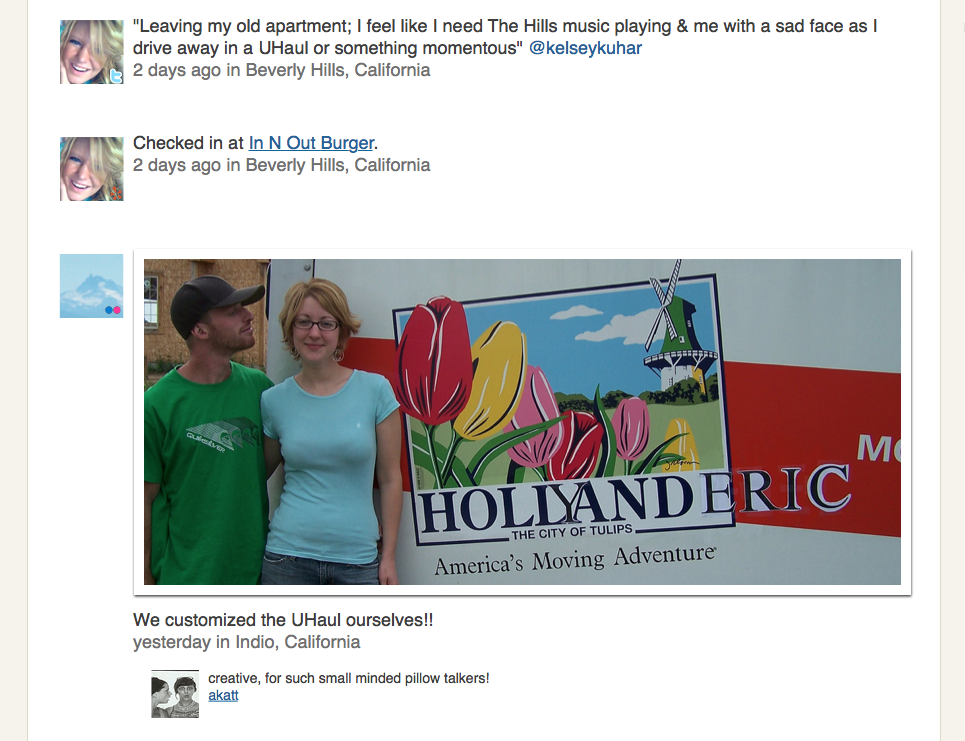 "Leaving my old apartment; I feel like I need The Hills music playing & me with a sad face as I
drive away in a UHaul or something momentous" @kelseykuhar
2 days ago in Beverly Hills, California
Checked in at In N Out Burger.
2 days ago in Beverly Hills, California
QUIKSILVER
MO
HOLLYANDERIC
THE CITY OF TULIPS
America's Moving Adventure
We customized the UHaul ourselves!!
yesterday in Indio, California
creative, for such small minded pillow talkers!
akatt